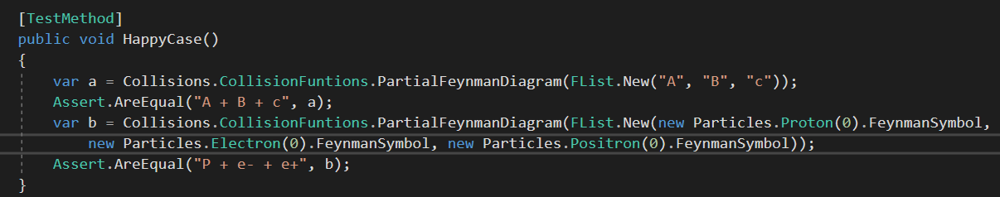 [TestMethod]
public void HappyCase()
{
var a = Collisions.CollisionFuntions.PartialFeynmanDiagram(FList.New("A", "B", "c"));
Assert.AreEqual("A + B + c", a);
var b = Collisions.CollisionFuntions.PartialFeynmanDiagram(FList.New(new Particles.Proton(0).FeynmanSymbol,
new Particles.Electron(0).FeynmanSymbol, new Particles.Positron(0).FeynmanSymbol));
Assert.AreEqual("P + e- + e+", b);
}